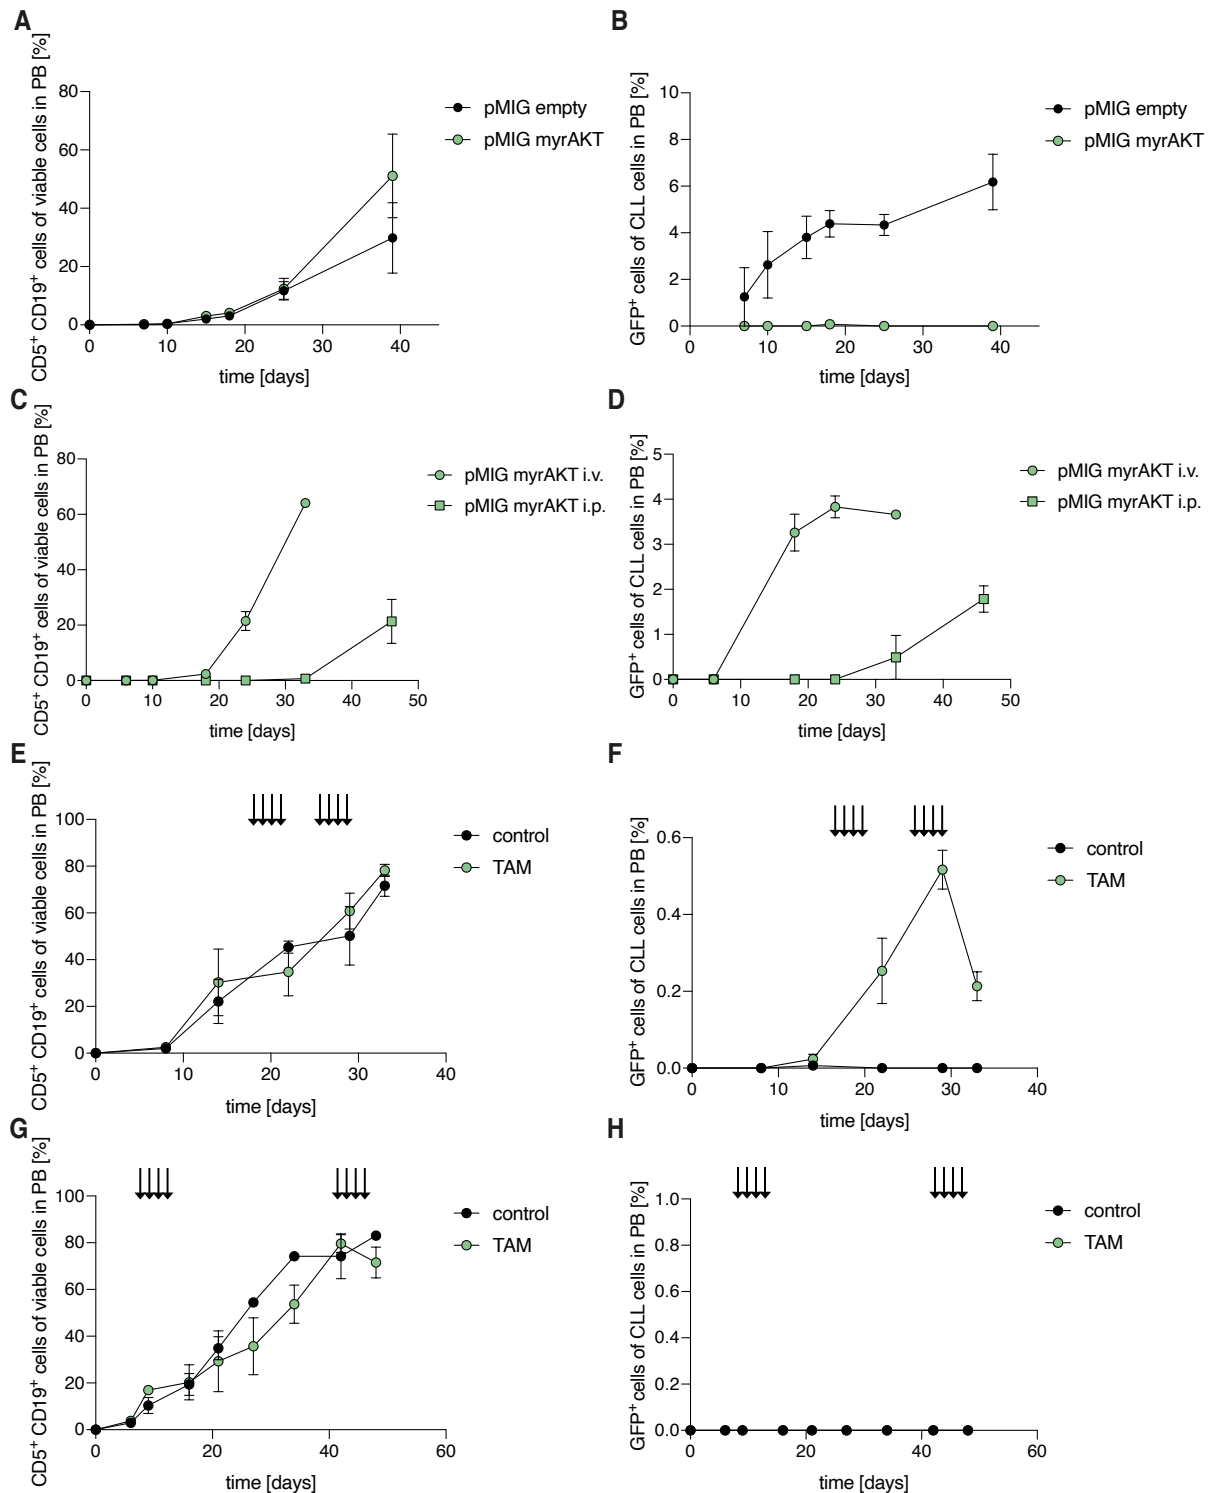 A
CD5+ CD19+ cells of viable cells in PB [%]
80
60
40
20
0
0 10 20 30 40
time [days]
pMIG empty
pMIG myrAKT
B
GFP+ cells of CLL cells in PB [%]
10
8
6
4
2
0
0 10 20 30 40
time [days]
pMIG empty
pMIG myrAKT
C
CD5+ CD19+ cells of viable cells in PB [%]
80
60
40
20
0
0 10 20 30 40 50
time [days]
pMIG myrAKT i.v.
pMIG myrAKT i.p.
D
GFP+ cells of CLL cells in PB [%]
5
4
3
2
1
0
0 10 20 30 40 50
time [days]
pMIG myrAKT i.v.
pMIG myrAKT i.p.
E
CD5+ CD19+ cells of viable cells in PB [%]
100
80
60
40
20
0
0 10 20 30 40
time [days]
control
TAM
F
GFP+ cells of CLL cells in PB [%]
0.6
0.4
0.2
0.0
0 10 20 30 40
time [days]
control
TAM
G
CD5+ CD19+ cells of viable cells in PB [%]
100
80
60
40
20
0
0 20 40 60
time [days]
control
TAM
H
GFP+ cells of CLL cells in PB [%]
1.0
0.8
0.6
0.4
0.2
0.0
0 20 40 60
time [days]
control
TAM